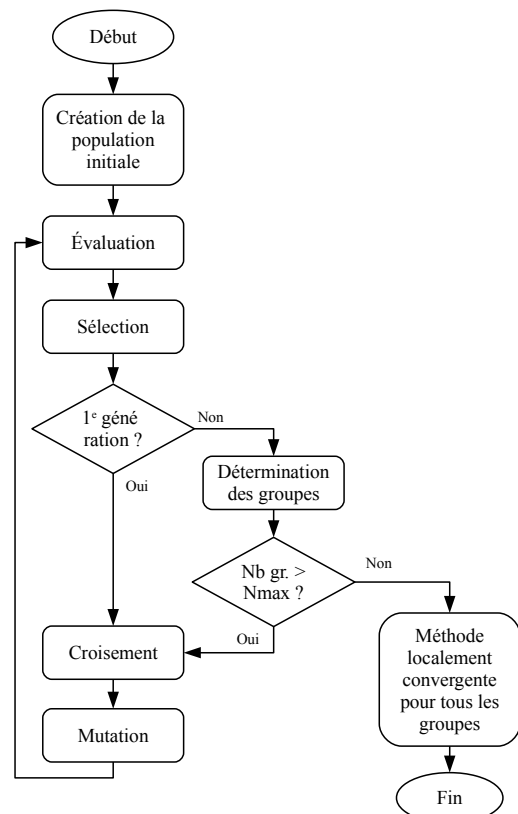 Début
Création de la
population
initiale
Évaluation
Sélection
1e géné
ration ?
Non
Oui
Détermination
des groupes
Nb gr. >
Nmax ?
Non
Oui
Croisement
Mutation
Méthode
localement
convergente
pour tous les
groupes
Fin